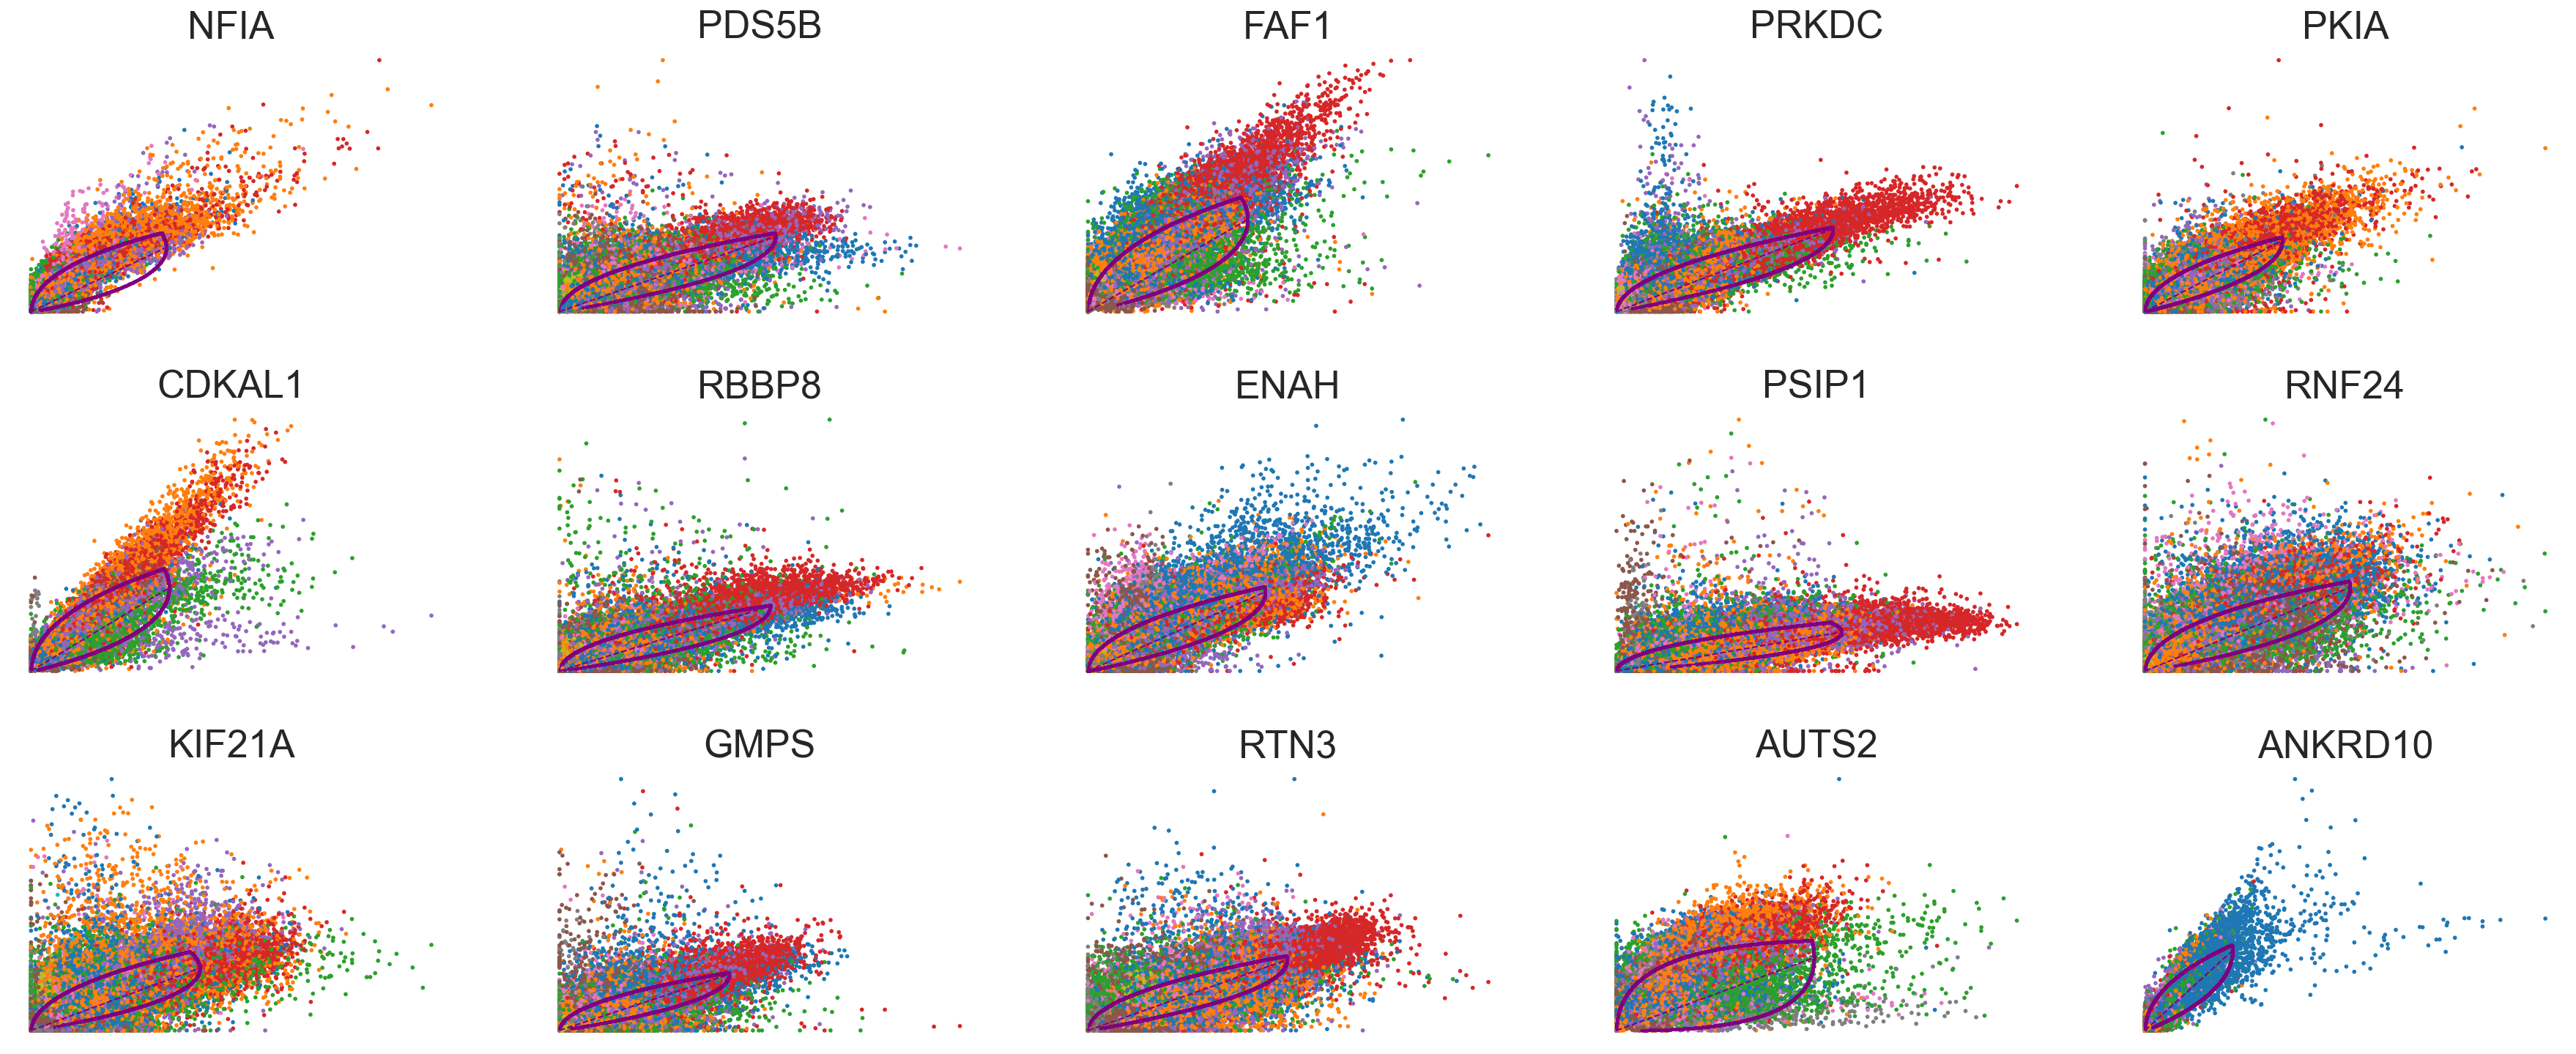 NFIA PDS5B FAF1 PRKDC PKIA
CDKAL1 RBBP8 ENAH PSIP1 RNF24
KIF21A GMPS RTN3 AUTS2 ANKRD10